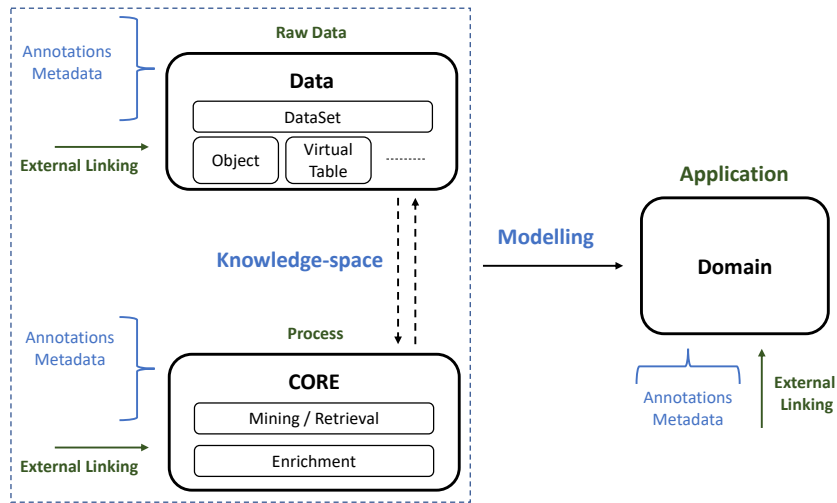 Raw Data
Annotations
Metadata
Data
DataSet
External Linking
Object
Virtual
Table
Knowledge-space
Modelling
Application
Domain
Annotations
Metadata
External
Linking
Process
Annotations
Metadata
CORE
Mining / Retrieval
External Linking
Enrichment